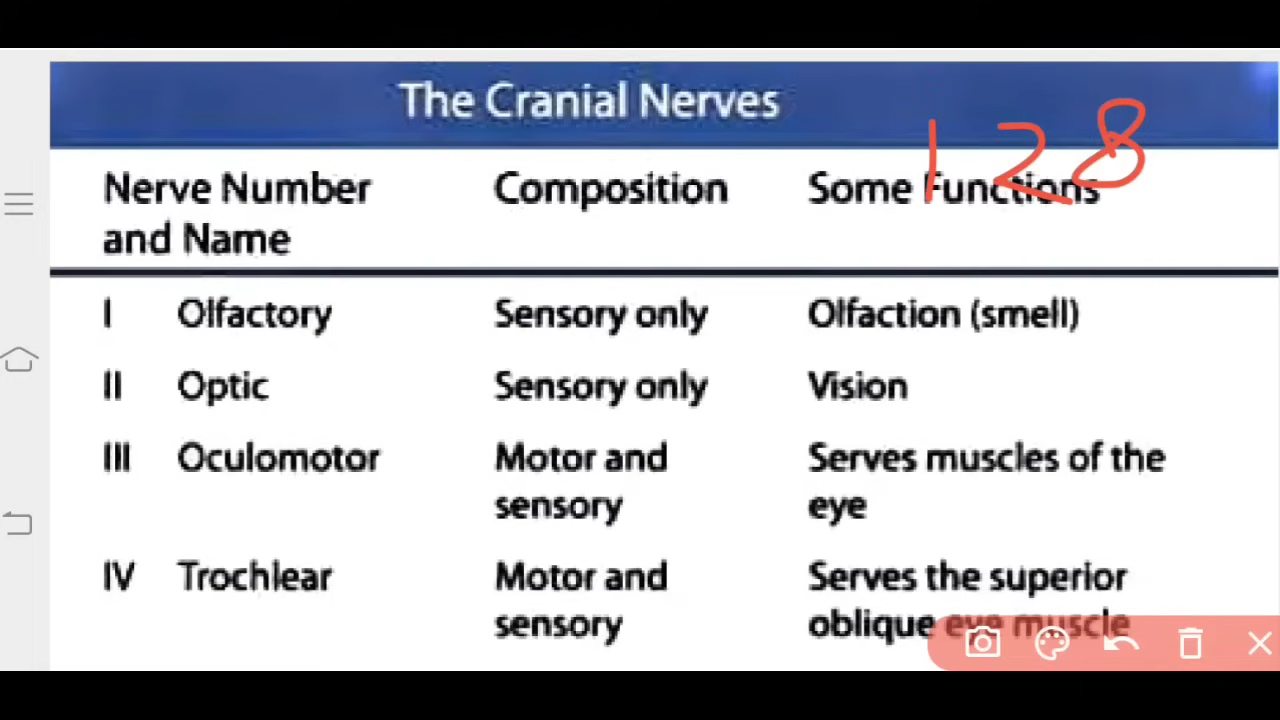 The Cranial Nerves
128
Nerve Number Composition Some Functions
and Name
I Olfactory Sensory only Olfaction (smell)
II Optic Sensory only Vision
III Oculomotor Motor and Serves muscles of the
sensory eye
IV Trochlear Motor and Serves the superior
sensory oblique eye muscle